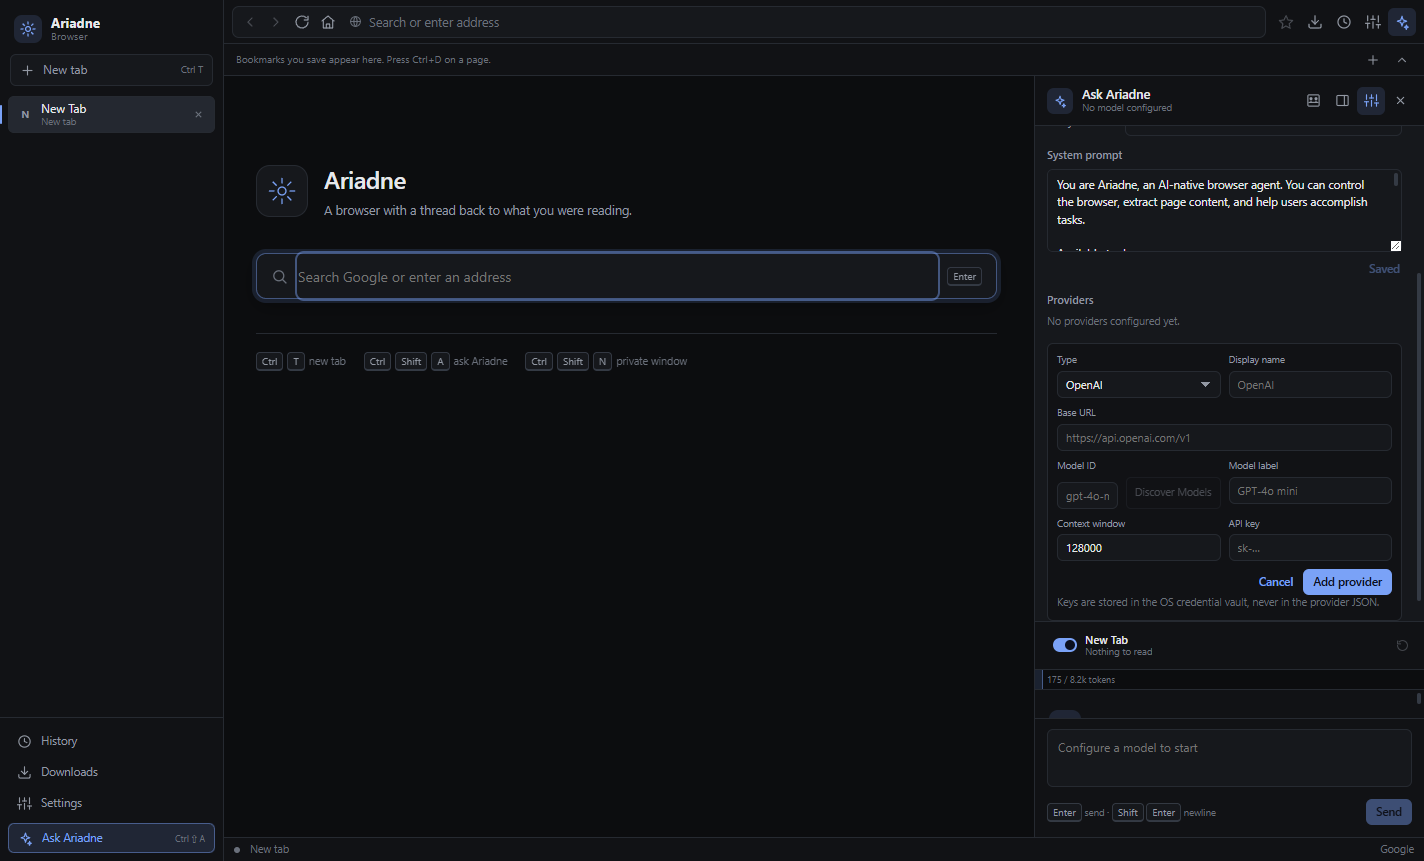 Ariadne
Browser
New tab
Ctrl T
N
New Tab
New tab
History
Downloads
Settings
Ask Ariadne
Ctrl ⇧ A
Search or enter address
Bookmarks you save appear here. Press Ctrl+D on a page.
Ariadne
A browser with a thread back to what you were reading.
Search Google or enter an address
Enter
Ctrl T new tab Ctrl Shift A ask Ariadne Ctrl Shift N private window
Ask Ariadne
No model configured
System prompt
You are Ariadne, an AI-native browser agent. You can control
the browser, extract page content, and help users accomplish
tasks.
Saved
Providers
No providers configured yet.
Type
Display name
OpenAI
OpenAI
Base URL
https://api.openai.com/v1
Model ID
Model label
gpt-4o-n
Discover Models
GPT-4o mini
Context window
API key
128000
sk-...
Cancel
Add provider
Keys are stored in the OS credential vault, never in the provider JSON.
New Tab
Nothing to read
175 / 8.2k tokens
Configure a model to start
Enter send · Shift Enter newline
Send
New tab
Google